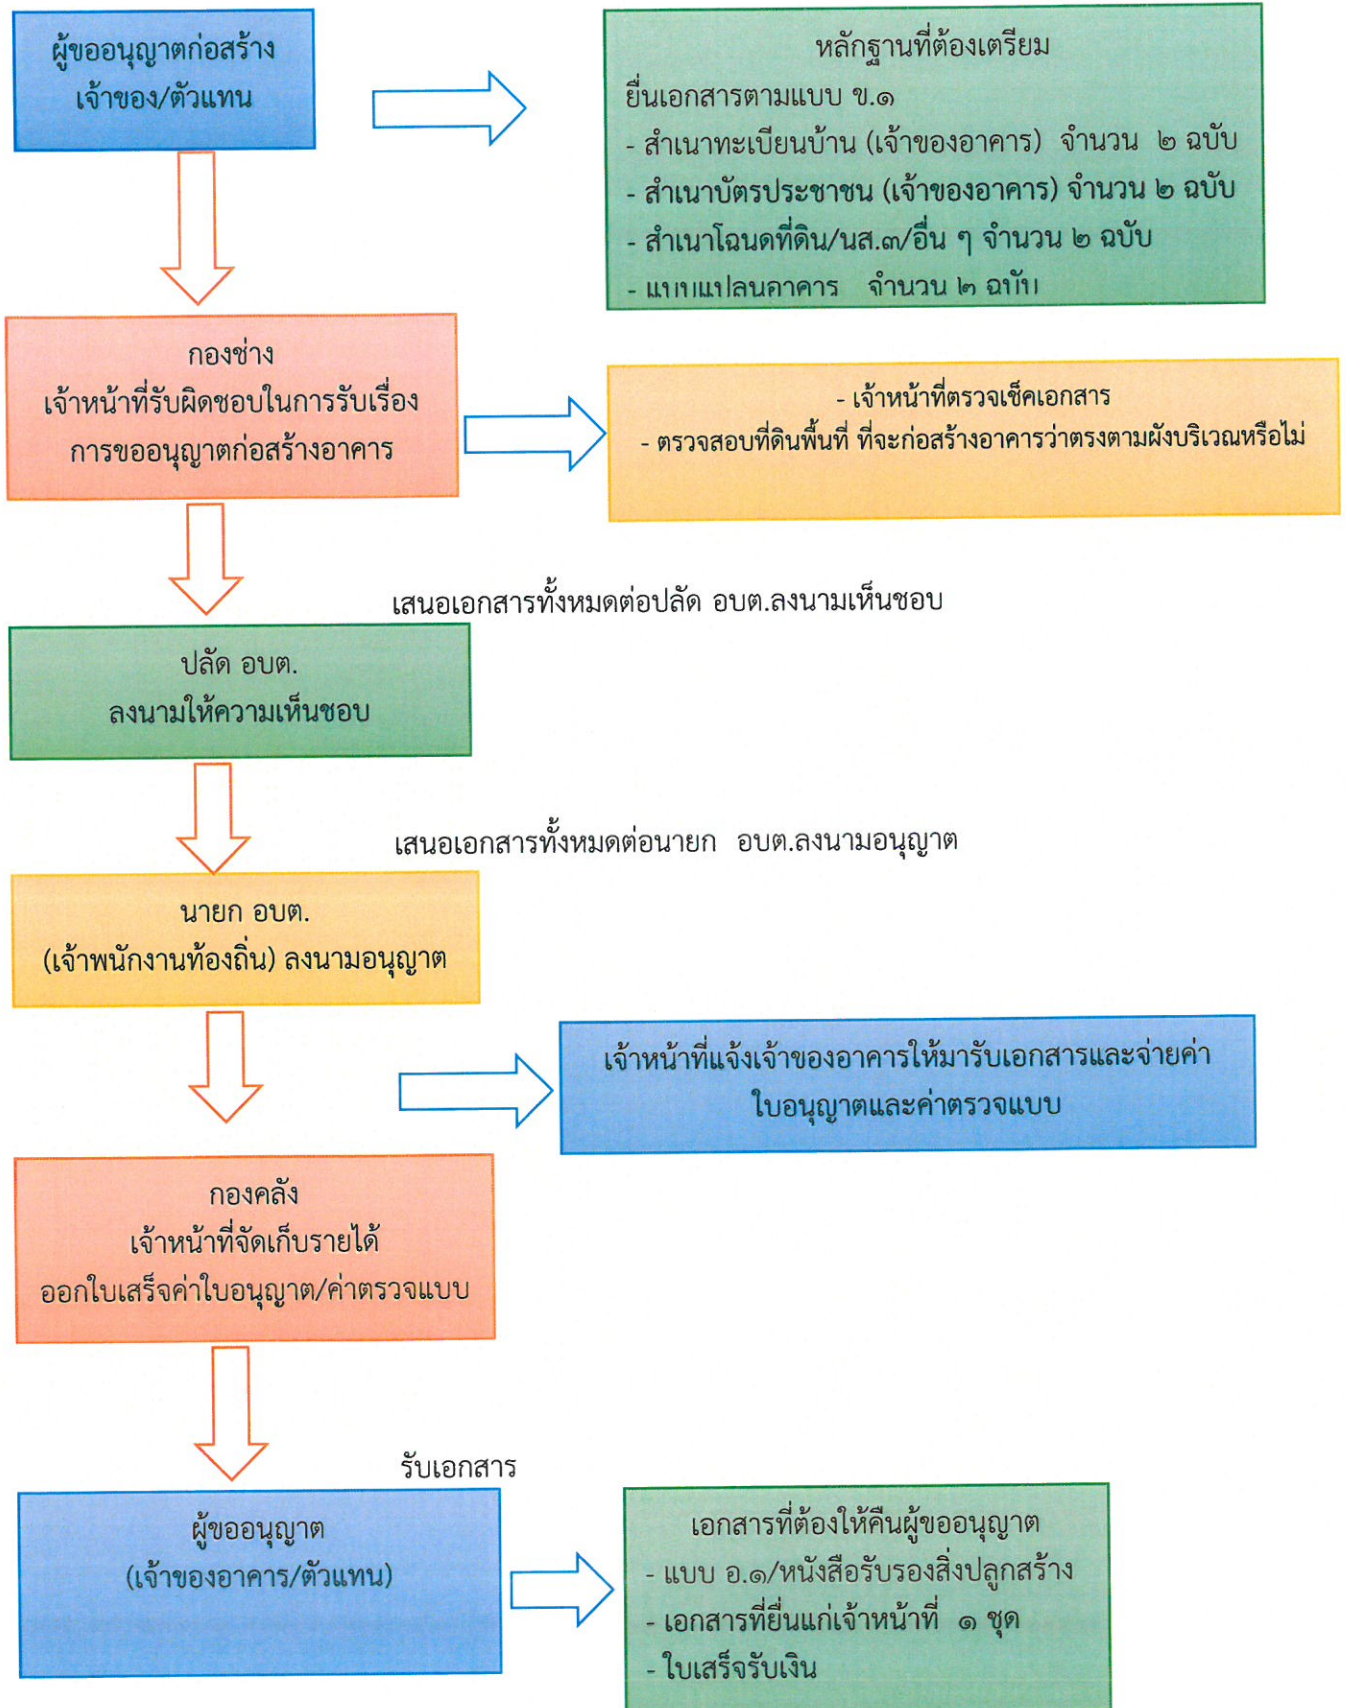 ผู้ขออนุญาตก่อสร้าง
เจ้าของ/ตัวแทน
หลักฐานที่ต้องเตรียม
ยื่นเอกสารตามแบบ ข.๑
- สำเนาทะเบียนบ้าน (เจ้าของอาคาร) จำนวน ๒ ฉบับ
- สำเนาบัตรประชาชน (เจ้าของอาคาร) จำนวน ๒ ฉบับ
- สำเนาโฉนดที่ดิน/นส.๓/อื่น ๆ จำนวน ๒ ฉบับ
- แบบแปลนอาคาร จำนวน ๒ ฉบับ
กองช่าง
เจ้าหน้าที่รับผิดชอบในการรับเรื่อง
การขออนุญาตก่อสร้างอาคาร
- เจ้าหน้าที่ตรวจเช็คเอกสาร
- ตรวจสอบที่ดินพื้นที่ ที่จะก่อสร้างอาคารว่าตรงตามผังบริเวณหรือไม่
เสนอเอกสารทั้งหมดต่อปลัด อบต.ลงนามเห็นชอบ
ปลัด อบต.
ลงนามให้ความเห็นชอบ
เสนอเอกสารทั้งหมดต่อนายก อบต.ลงนามอนุญาต
นายก อบต.
(เจ้าพนักงานท้องถิ่น) ลงนามอนุญาต
เจ้าหน้าที่แจ้งเจ้าของอาคารให้มารับเอกสารและจ่ายค่า
ใบอนุญาตและค่าตรวจแบบ
กองคลัง
เจ้าหน้าที่จัดเก็บรายได้
ออกใบเสร็จค่าใบอนุญาต/ค่าตรวจแบบ
รับเอกสาร
ผู้ขออนุญาต
(เจ้าของอาคาร/ตัวแทน)
เอกสารที่ต้องให้คืนผู้ขออนุญาต
- แบบ อ.๑/หนังสือรับรองสิ่งปลูกสร้าง
- เอกสารที่ยื่นแก่เจ้าหน้าที่ ๑ ชุด
- ใบเสร็จรับเงิน